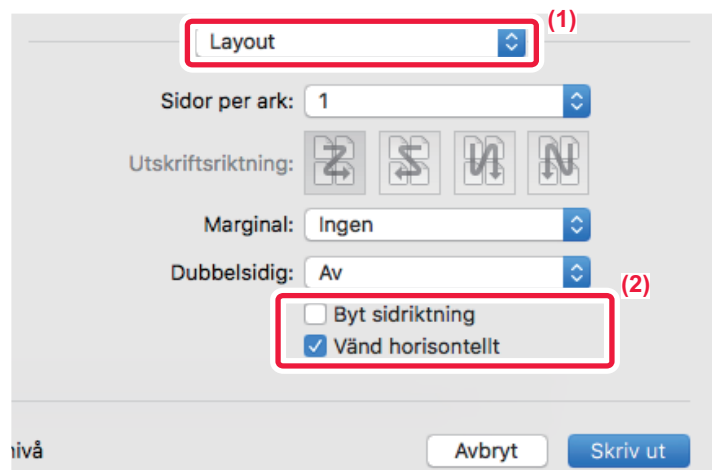 (1)
Layout
Sidor per ark: 1
Utskriftsriktning:
Marginal: Ingen
Dubbelsidig: Av
(2)
Byt sidriktning
Vänd horisontellt
ivå
Avbryt Skriv ut